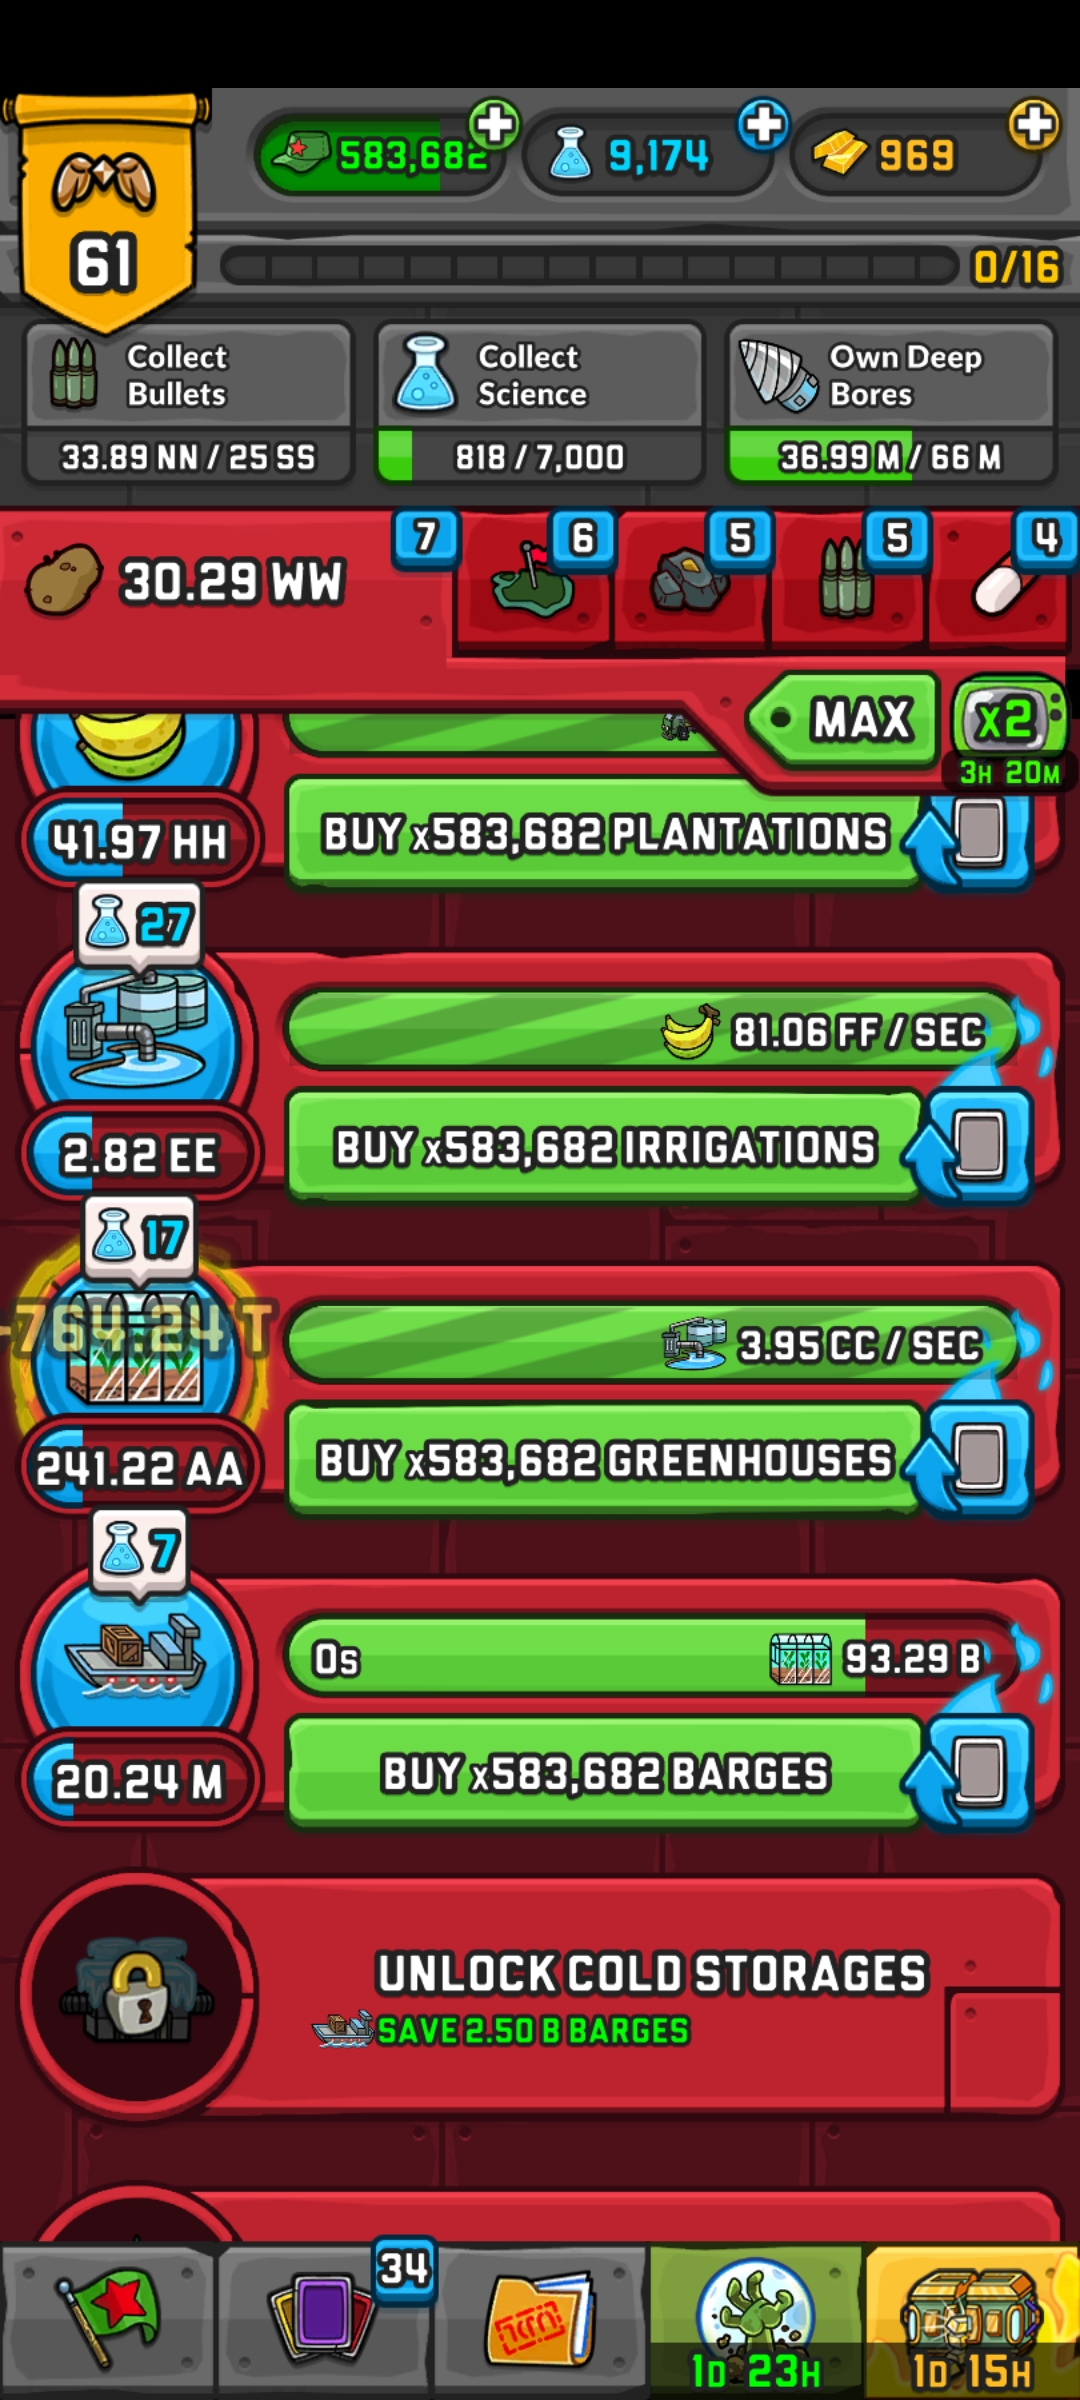 583,682
9,174
969
61
0/16
Collect
Bullets
33.89 NN / 25 SS
Collect
Science
818 / 7,000
Own Deep
Bores
36.99 M / 66 M
30.29 WW
7
6
5
5
4
MAX
x2
3H 20M
41.97 HH
BUY x583,682 PLANTATIONS
27
81.06 FF / SEC
2.82 EE
BUY x583,682 IRRIGATIONS
17
-764.24 T
3.95 CC / SEC
241.22 AA
BUY x583,682 GREENHOUSES
7
0s
93.29 B
20.24 M
BUY x583,682 BARGES
UNLOCK COLD STORAGES
SAVE 2.50 B BARGES
34
1D 23H
1D 15H